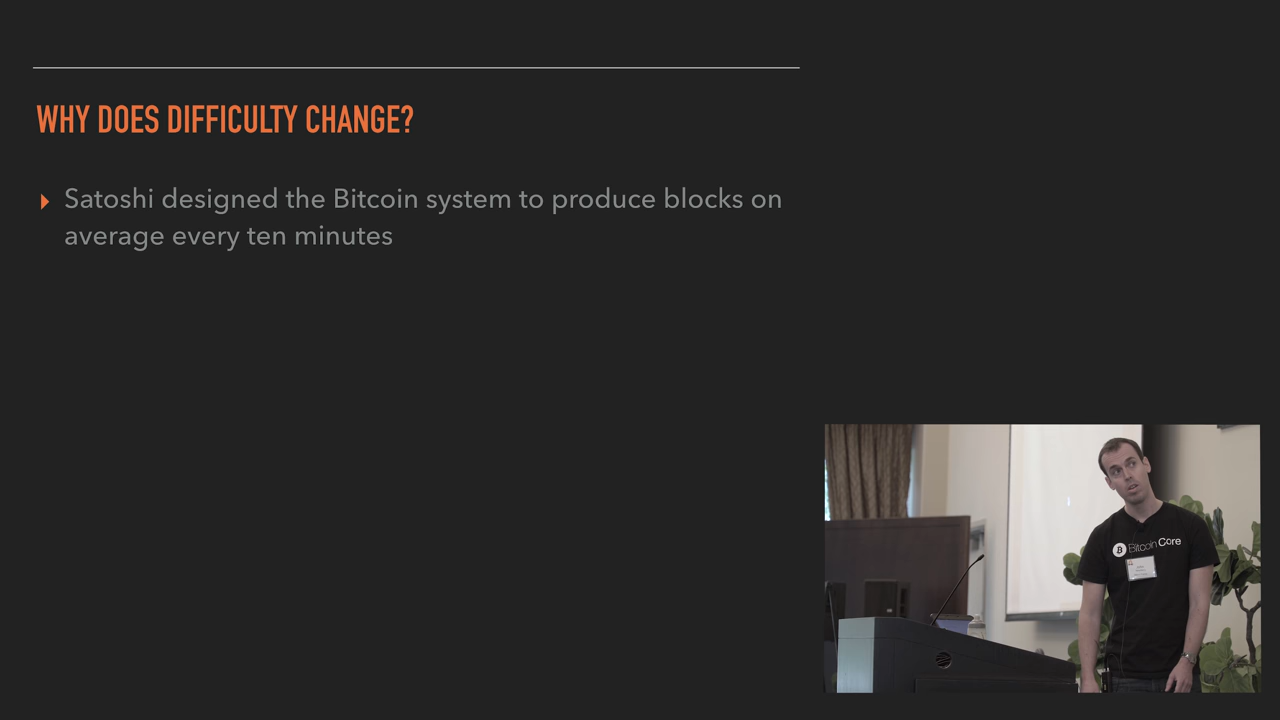 WHY DOES DIFFICULTY CHANGE?
Satoshi designed the Bitcoin system to produce blocks on
average every ten minutes
Bitcoin Core